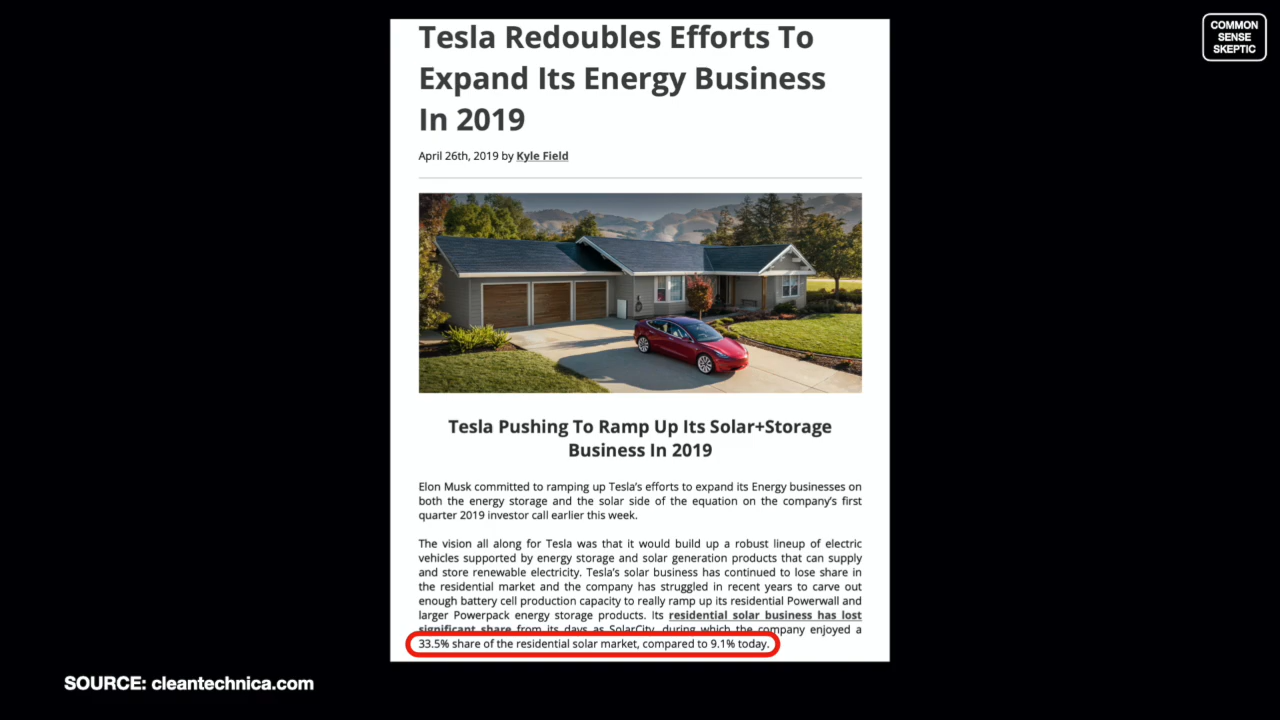 COMMON
SENSE
SKEPTIC
Tesla Redoubles Efforts To
Expand Its Energy Business
In 2019
April 26th, 2019 by Kyle Field
Tesla Pushing To Ramp Up Its Solar+Storage
Business In 2019
Elon Musk committed to ramping up Tesla's efforts to expand its Energy businesses on
both the energy storage and the solar side of the equation on the company's first
quarter 2019 investor call earlier this week.
The vision all along for Tesla was that it would build up a robust lineup of electric
vehicles supported by energy storage and solar generation products that can supply
and store renewable electricity. Tesla's solar business has continued to lose share in
the residential market and the company has struggled in recent years to carve out
enough battery cell production capacity to really ramp up its residential Powerwall and
larger Powerpack energy storage products. Its residential solar business has lost
significant share from its days as SolarCity, during which the company enjoyed a
33.5% share of the residential solar market, compared to 9.1% today.
SOURCE: cleantechnica.com